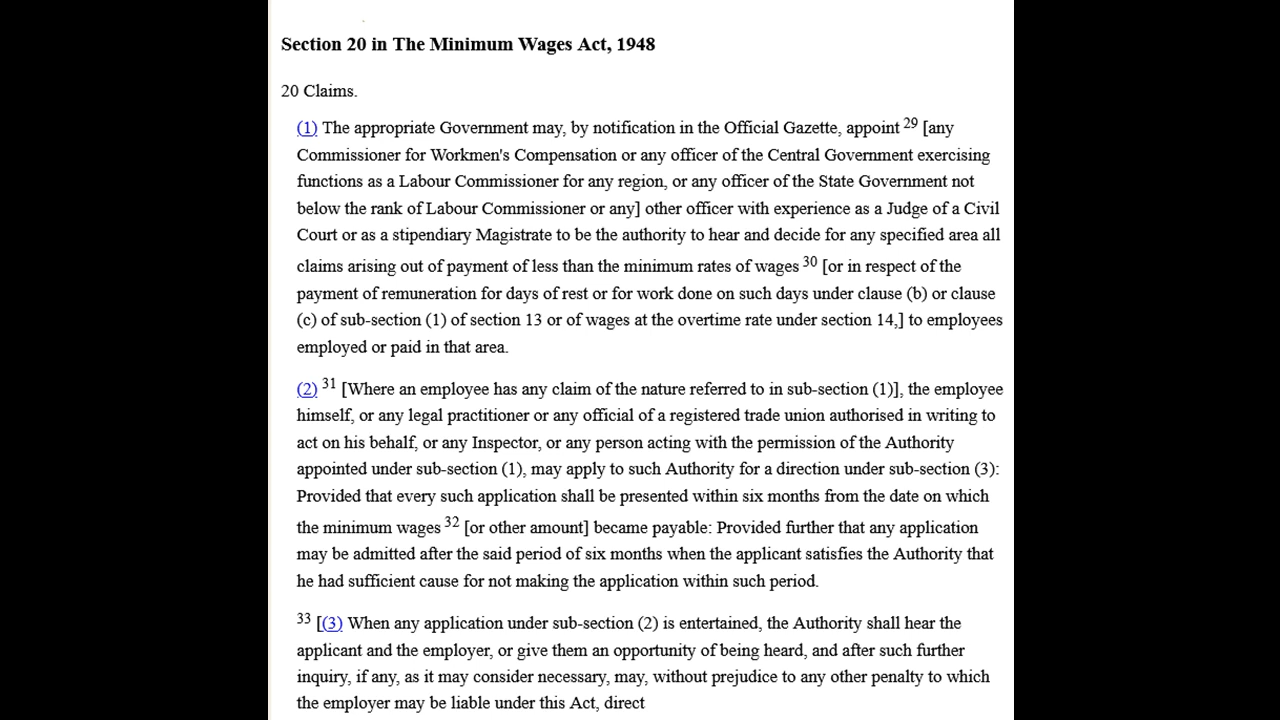 Section 20 in The Minimum Wages Act, 1948
20 Claims.
(1) The appropriate Government may, by notification in the Official Gazette, appoint 29 [any
Commissioner for Workmen's Compensation or any officer of the Central Government exercising
functions as a Labour Commissioner for any region, or any officer of the State Government not
below the rank of Labour Commissioner or any] other officer with experience as a Judge of a Civil
Court or as a stipendiary Magistrate to be the authority to hear and decide for any specified area all
claims arising out of payment of less than the minimum rates of wages 30 [or in respect of the
payment of remuneration for days of rest or for work done on such days under clause (b) or clause
(c) of sub-section (1) of section 13 or of wages at the overtime rate under section 14,] to employees
employed or paid in that area.
(2) 31 [Where an employee has any claim of the nature referred to in sub-section (1)], the employee
himself, or any legal practitioner or any official of a registered trade union authorised in writing to
act on his behalf, or any Inspector, or any person acting with the permission of the Authority
appointed under sub-section (1), may apply to such Authority for a direction under sub-section (3):
Provided that every such application shall be presented within six months from the date on which
the minimum wages 32 [or other amount] became payable: Provided further that any application
may be admitted after the said period of six months when the applicant satisfies the Authority that
he had sufficient cause for not making the application within such period.
33 [(3) When any application under sub-section (2) is entertained, the Authority shall hear the
applicant and the employer, or give them an opportunity of being heard, and after such further
inquiry, if any, as it may consider necessary, may, without prejudice to any other penalty to which
the employer may be liable under this Act, direct